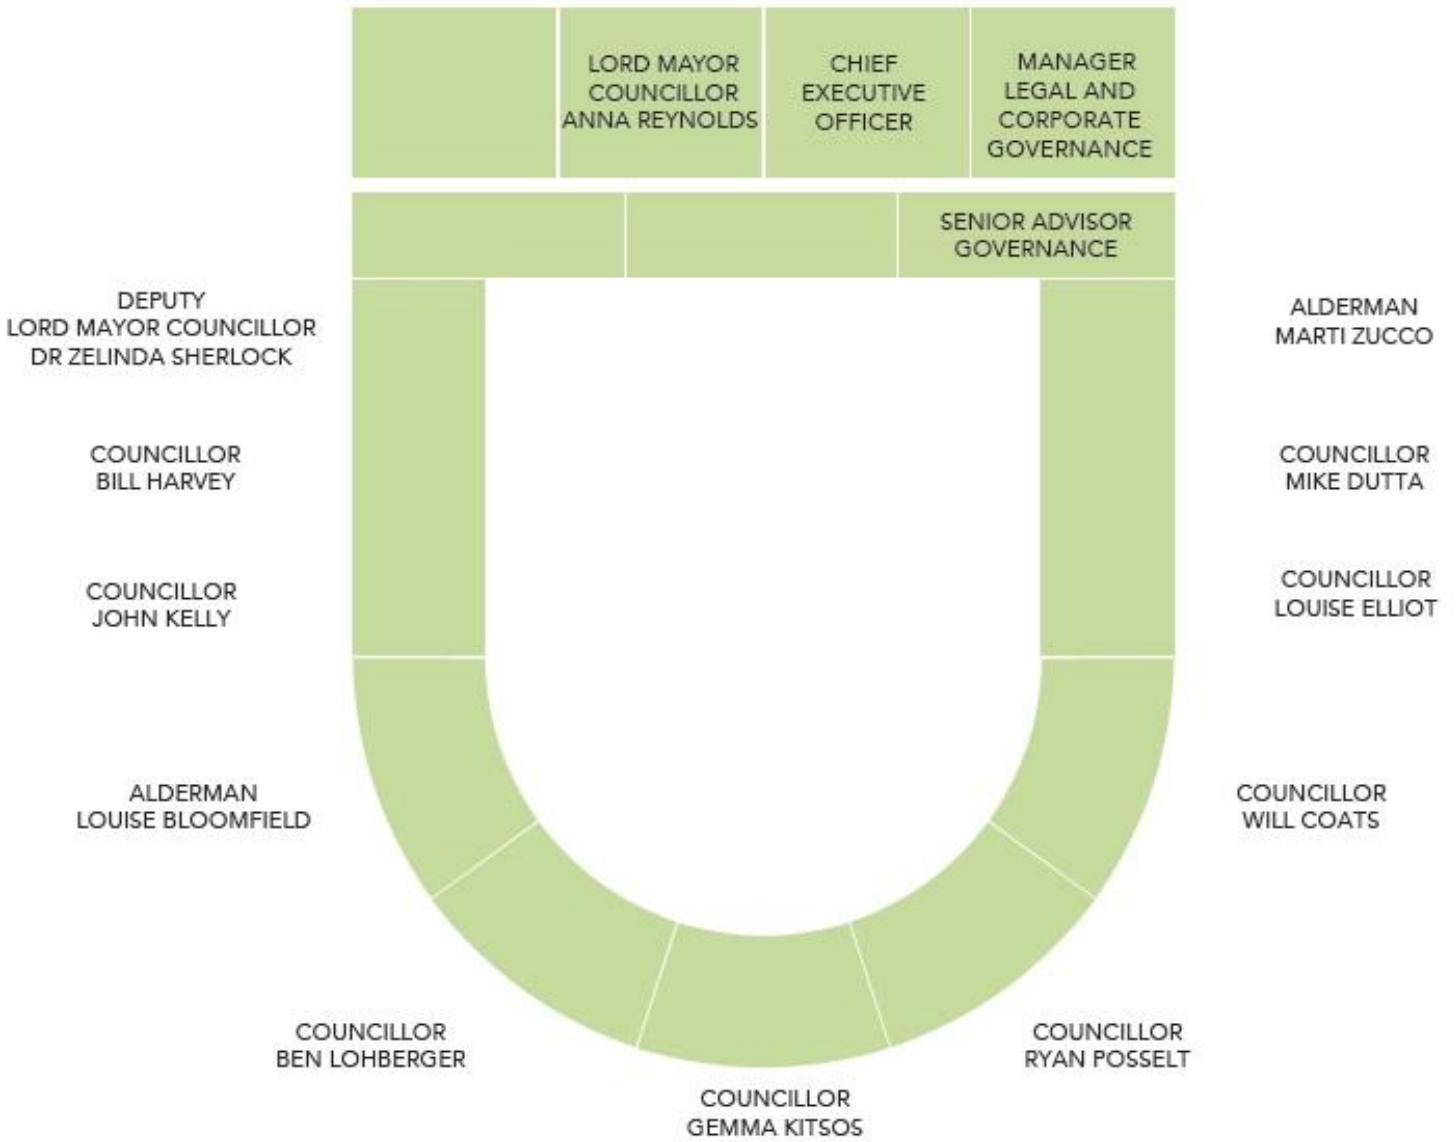 LORD MAYOR
COUNCILLOR
ANNA REYNOLDS
CHIEF
EXECUTIVE
OFFICER
MANAGER
LEGAL AND
CORPORATE
GOVERNANCE
SENIOR ADVISOR
GOVERNANCE
DEPUTY
LORD MAYOR COUNCILLOR
DR ZELINDA SHERLOCK
ALDERMAN
MARTI ZUCCO
COUNCILLOR
BILL HARVEY
COUNCILLOR
MIKE DUTTA
COUNCILLOR
JOHN KELLY
COUNCILLOR
LOUISE ELLIOT
ALDERMAN
LOUISE BLOOMFIELD
COUNCILLOR
WILL COATS
COUNCILLOR
BEN LOHBERGER
COUNCILLOR
RYAN POSSELT
COUNCILLOR
GEMMA KITSOS